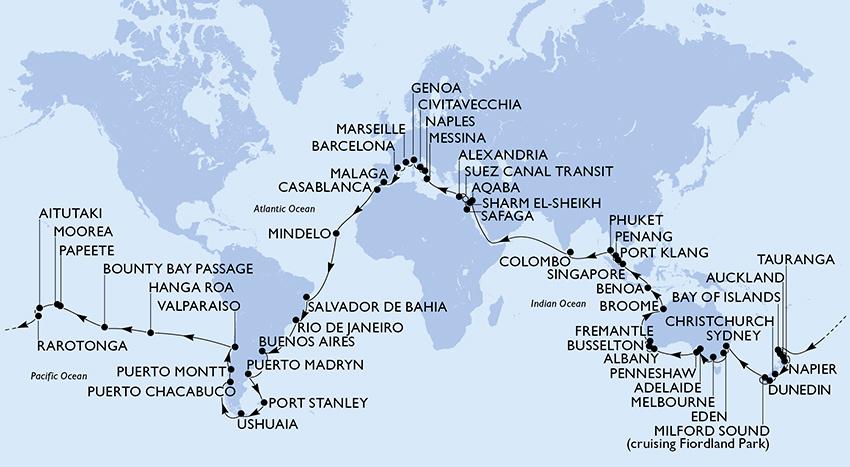 GENOA
CIVITAVECCHIA
NAPLES
MESSINA
MARSEILLE
BARCELONA
MALAGA
CASABLANCA
ALEXANDRIA
SUEZ CANAL TRANSIT
AQABA
SHARM EL-SHEIKH
SAFAGA
Atlantic Ocean
MINDELO
AITUTAKI
MOOREA
PAPEETE
BOUNTY BAY PASSAGE
HANGA ROA
VALPARAISO
RAROTONGA
Pacific Ocean
PUERTO MONTT
PUERTO CHACABUCO
SALVADOR DE BAHIA
RIO DE JANEIRO
BUENOS AIRES
PUERTO MADRYN
PORT STANLEY
USHUAIA
PHUKET
PENANG
PORT KLANG
COLOMBO
SINGAPORE
BENOA
Indian Ocean
BROOME
TAURANGA
AUCKLAND
BAY OF ISLANDS
CHRISTCHURCH
SYDNEY
FREMANTLE
BUSSELTON
ALBANY
PENNESHAW
ADELAIDE
MELBOURNE
NAPIER
DUNEDIN
EDEN
MILFORD SOUND
(cruising Fiordland Park)